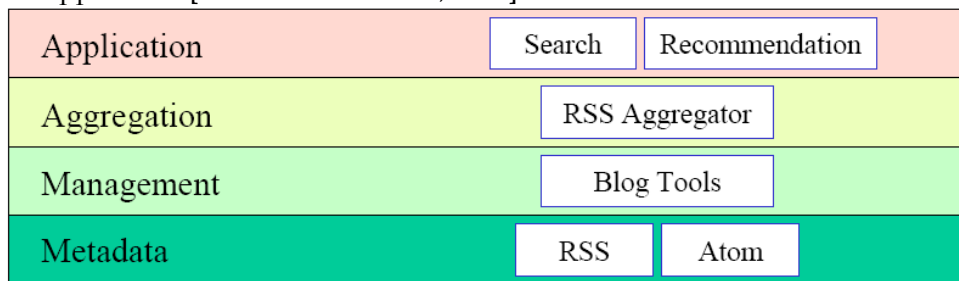 Application Search Recommendation
Aggregation RSS Aggregator
Management Blog Tools
Metadata RSS Atom